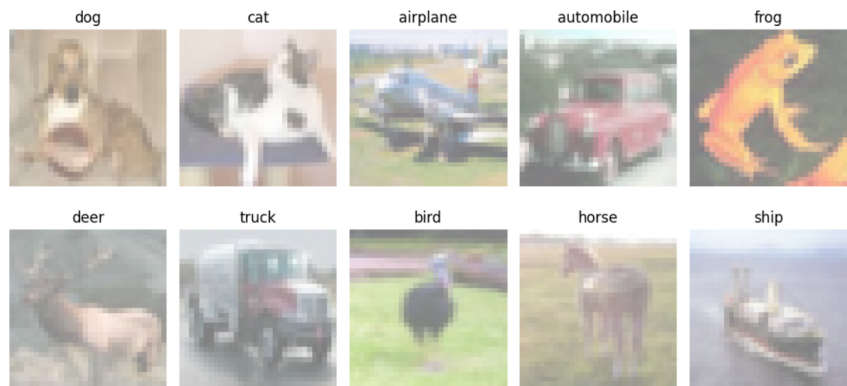 dog cat airplane automobile frog
deer truck bird horse ship